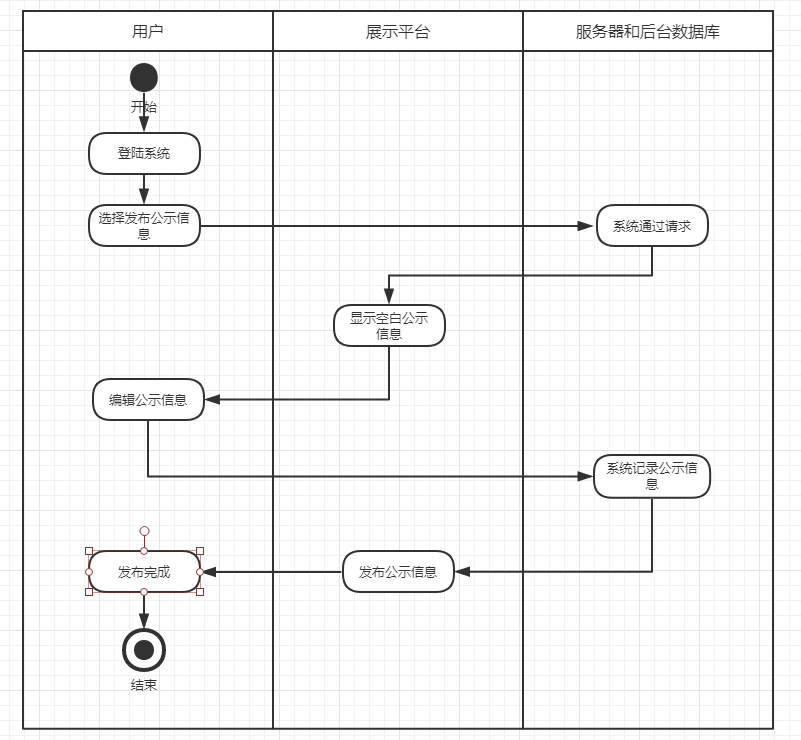 用户
展示平台
服务器和后台数据库
开始
登陆系统
选择发布公示信
息
系统通过请求
显示空白公示
信息
编辑公示信息
系统记录公示信
息
发布完成
发布公示信息
结束